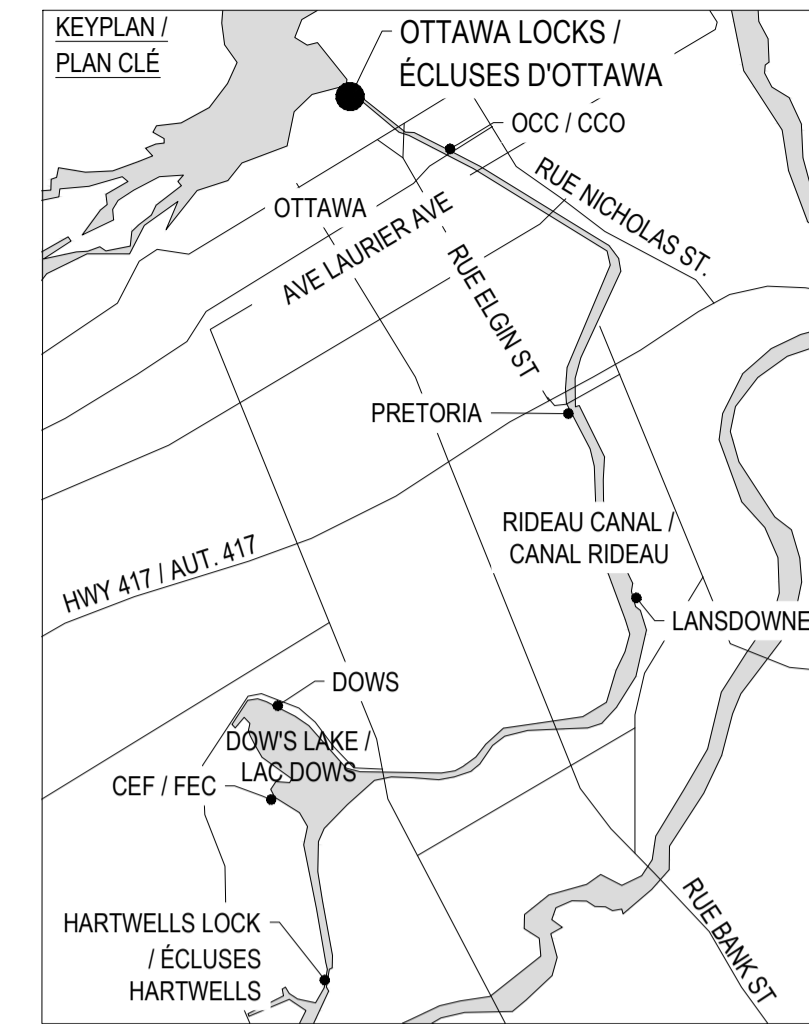 KEYPLAN /
PLAN CLÉ
OTTAWA LOCKS /
ÉCLUSES D'OTTAWA
OCC / CCO
RUE NICHOLAS ST.
OTTAWA
AVE LAURIER AVE
RUE ELGIN ST
PRETORIA
RIDEAU CANAL /
CANAL RIDEAU
HWY 417 / AUT. 417
LANSDOWNE
DOWS
DOW'S LAKE /
LAC DOWS
CEF / FEC
RUE BANK ST
HARTWELLS LOCK
/ ÉCLUSES
HARTWELLS